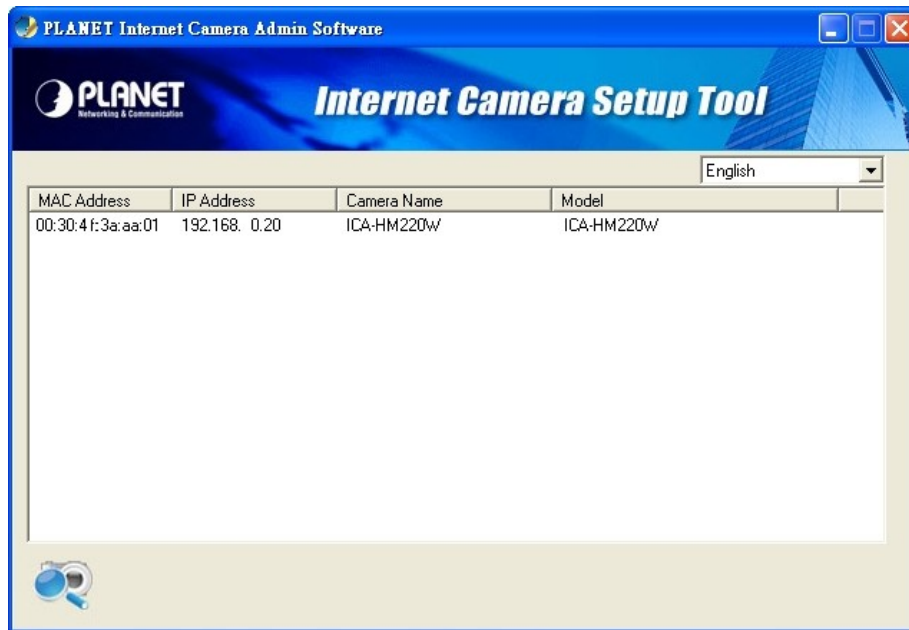 PLANET Internet Camera Admin Software
PLANET
Networking & Communication
Internet Camera Setup Tool
English
MAC Address IP Address Camera Name Model
00:30:4f:3a:aa:01 192.168. 0.20 ICA-HM220W ICA-HM220W